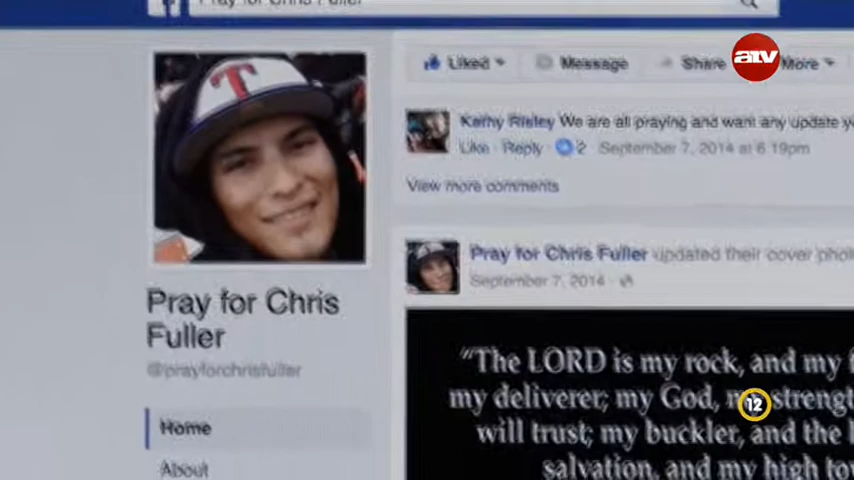 Pray for Chris Fuller
Liked
Message
Share
More
atv
Kathy Risley We are all praying and want any update
Like · Reply · 2 September 7, 2014 at 6:19pm
View more comments
Pray for Chris Fuller updated their cover
September 7, 2014
T
Pray for Chris
Fuller
@prayforchrisfuller
Home
About
"The LORD is my rock, and my
my deliverer; my God, my strengt
will trust; my buckler, and the
salvation, and my high
12